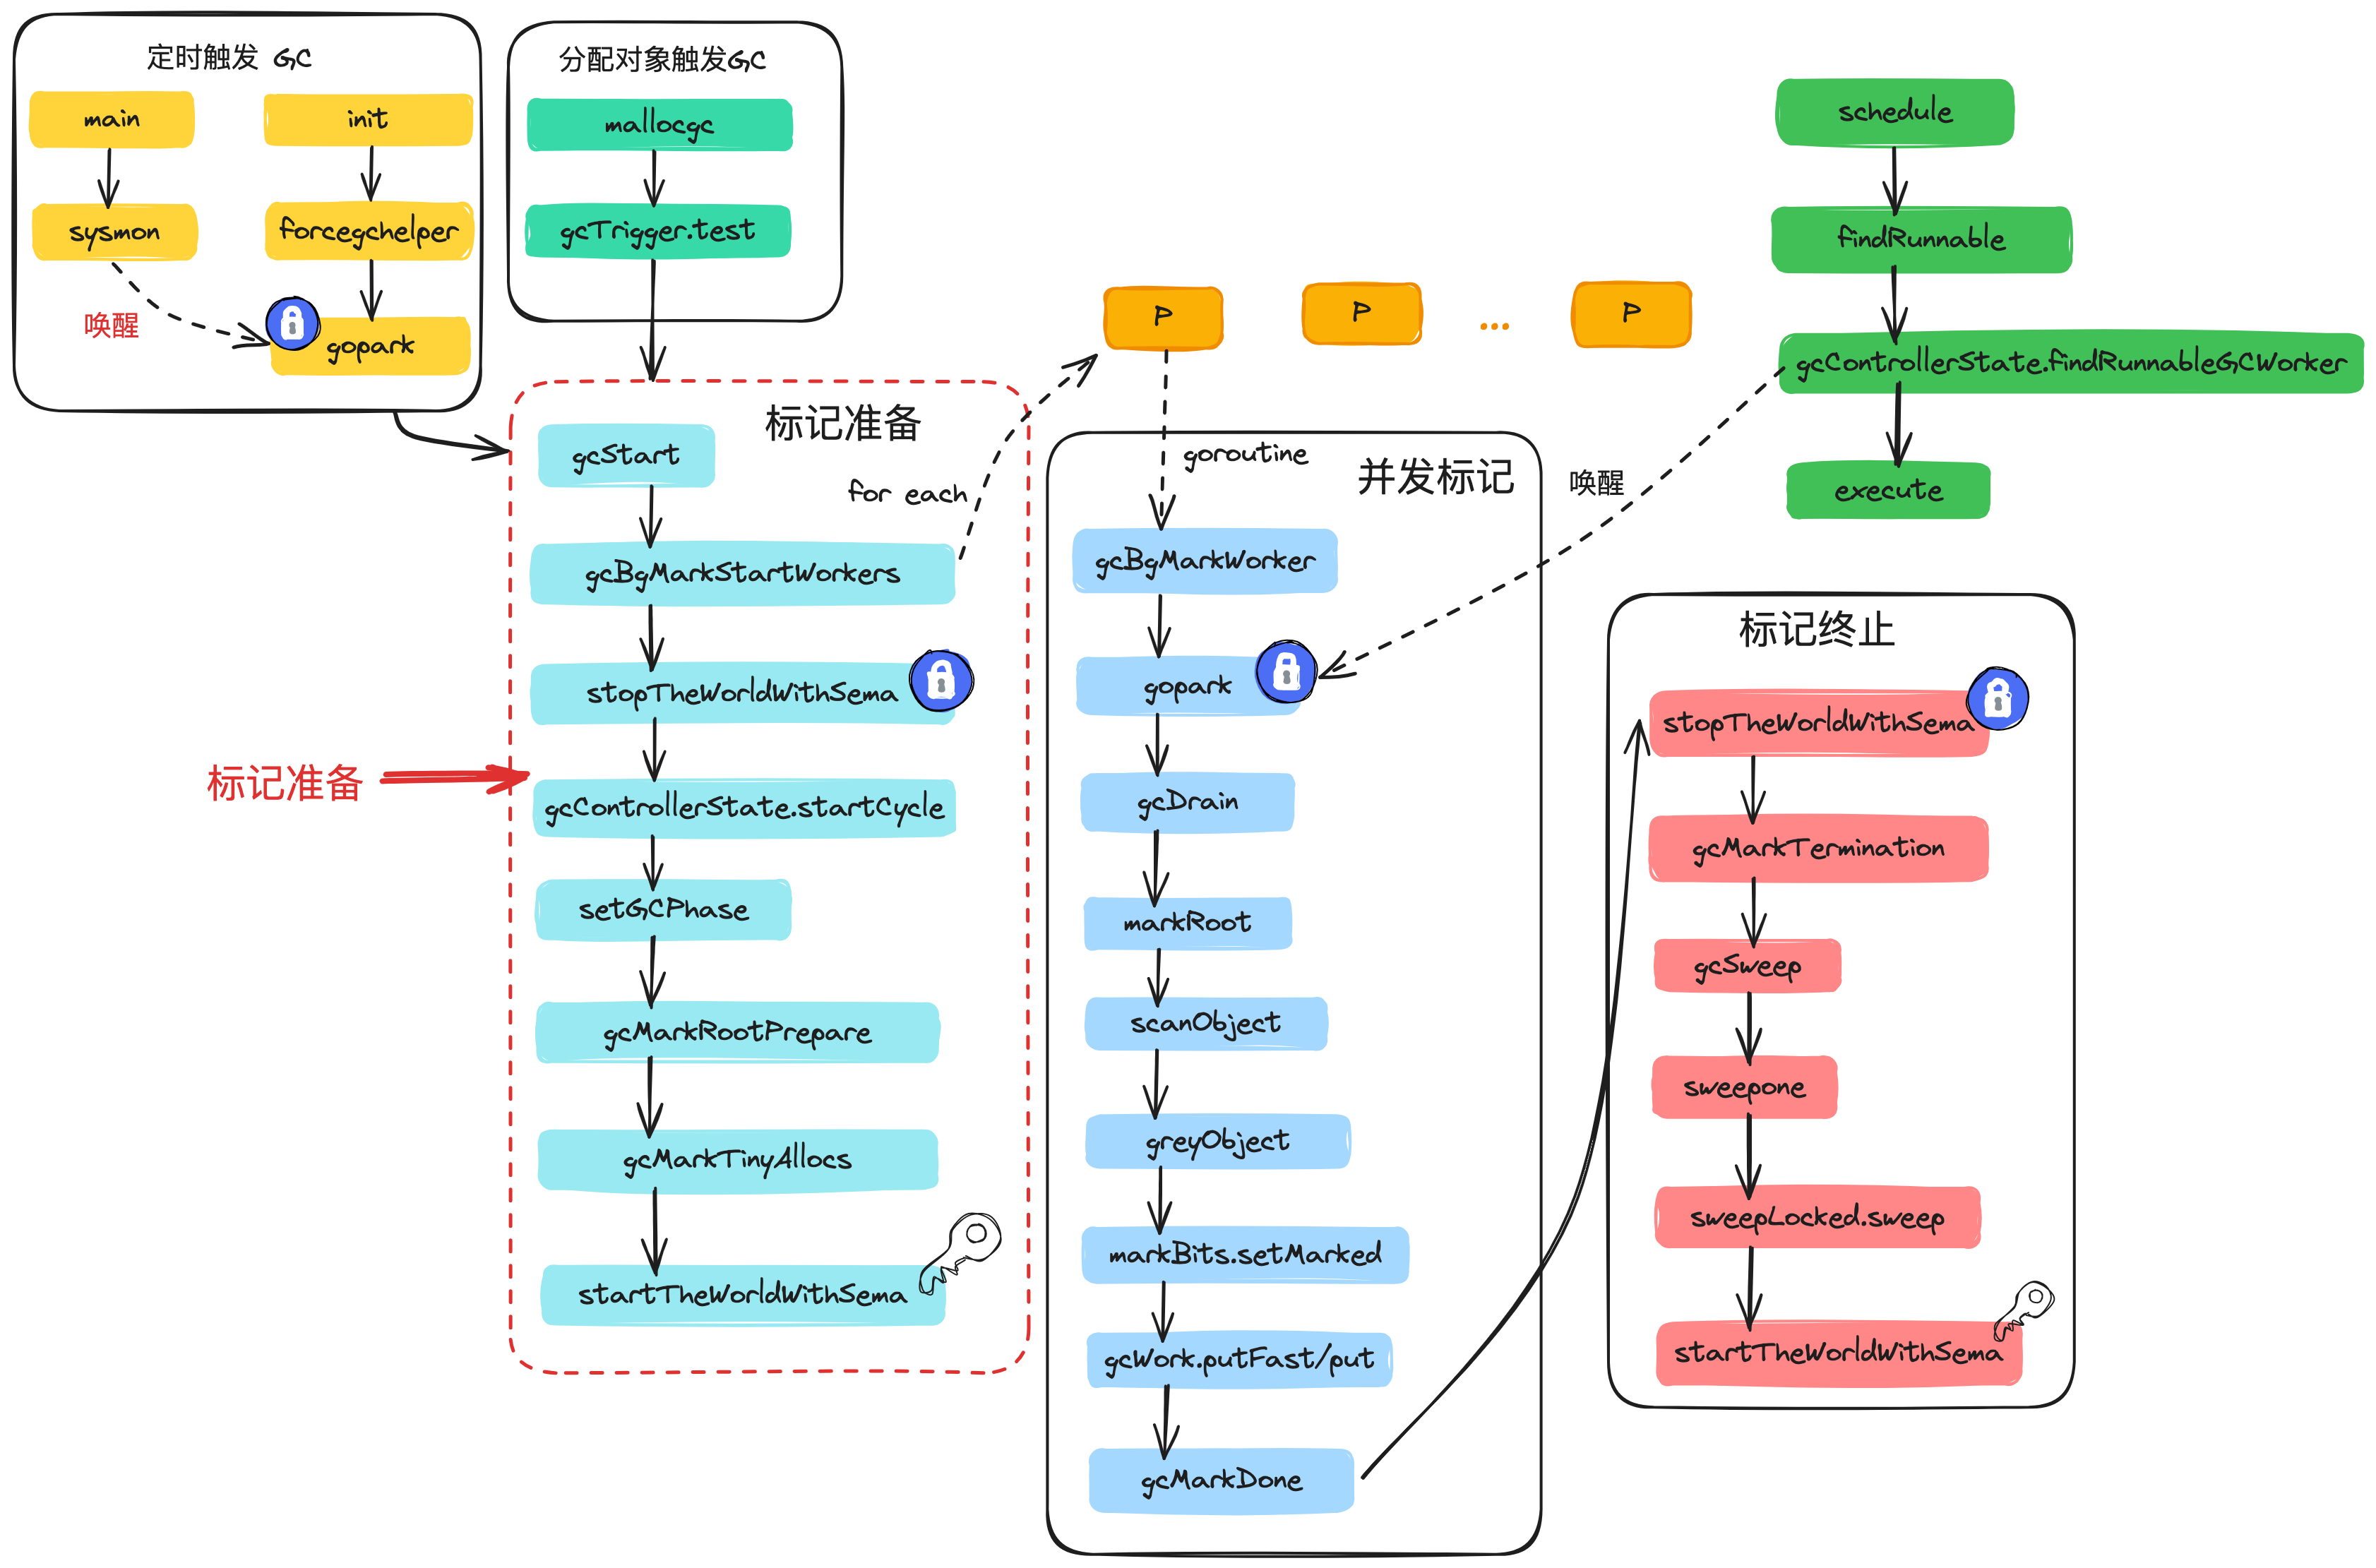 定时触发 GC
main
init
sysmon
forcegchelper
唤醒
gopark
分配对象触发GC
mallocgc
gcTrigger.test
标记准备
标记准备
gcStart
gcBgMarkStartWorkers
for each
stopTheWorldWithSema
gcControllerState.startCycle
setGCPhase
gcMarkRootPrepare
gcMarkTinyAllocs
startTheWorldWithSema
P
P
...
P
goroutine
并发标记
gcBgMarkWorker
gopark
gcDrain
markRoot
scanObject
greyObject
markBits.setMarked
gcWork.putFast/put
gcMarkDone
schedule
findRunnable
gcControllerState.findRunnableGCWorker
execute
唤醒
标记终止
stopTheWorldWithSema
gcMarkTermination
gcSweep
sweepone
sweepLocked.sweep
startTheWorldWithSema